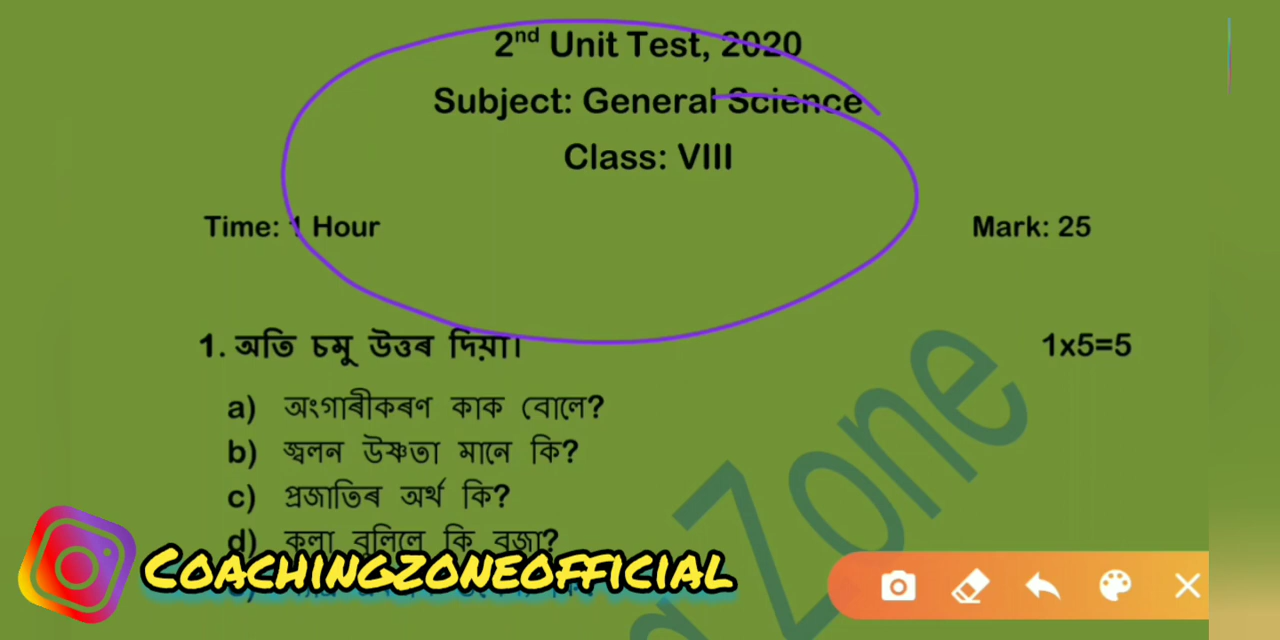 2nd Unit Test, 2020
Subject: General Science
Class: VIII
Time: 1 Hour
Mark: 25
1. অতি চমু উত্তৰ দিয়া।
1x5=5
a) অংগাৰীকৰণ কাক বোলে?
b) জ্বলন উষ্ণতা মানে কি?
c) প্ৰজাতিৰ অৰ্থ কি?
d) কলা বুলিলে কি বুজা?
Coachingzoneofficial
Zone